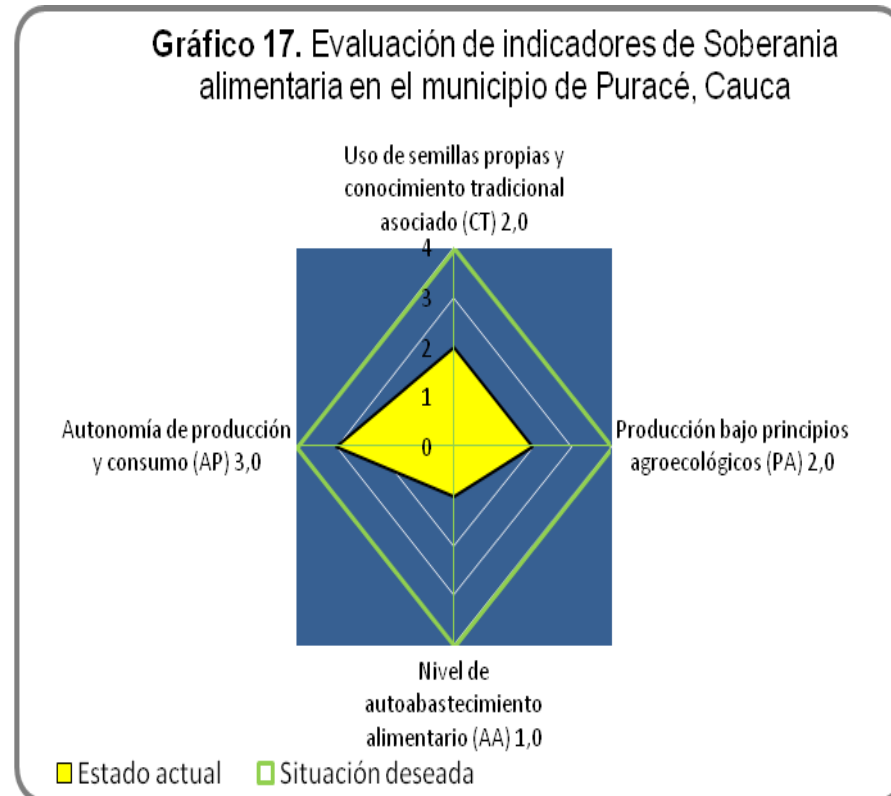 Gráfico 17. Evaluación de indicadores de Soberania
alimentaria en el municipio de Puracé, Cauca
Uso de semillas propias y
conocimiento tradicional
asociado (CT) 2,0
4
3
2
1
0
Autonomía de producción
y consumo (AP) 3,0
Producción bajo principios
agroecológicos (PA) 2,0
Nivel de
autoabastecimiento
alimentario (AA) 1,0
Estado actual
Situación deseada